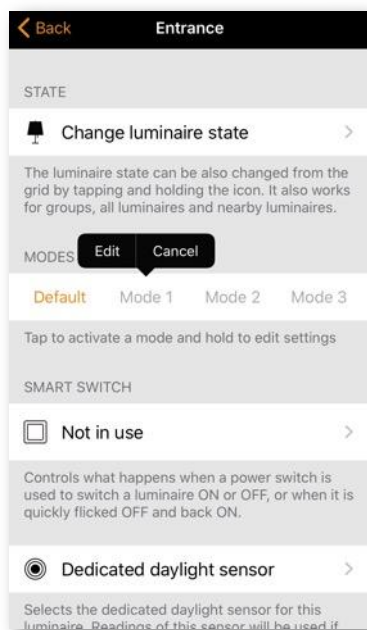 Back Entrance
STATE
Change luminaire state
The luminaire state can be also changed from the
grid by tapping and holding the icon. It also works
for groups, all luminaires and nearby luminaires.
Edit Cancel
MODES
Default Mode 1 Mode 2 Mode 3
Tap to activate a mode and hold to edit settings
SMART SWITCH
Not in use
Controls what happens when a power switch is
used to switch a luminaire ON or OFF, or when it is
quickly flicked OFF and back ON.
Dedicated daylight sensor
Selects the dedicated daylight sensor for this
luminaire. Readings of this sensor will be used if